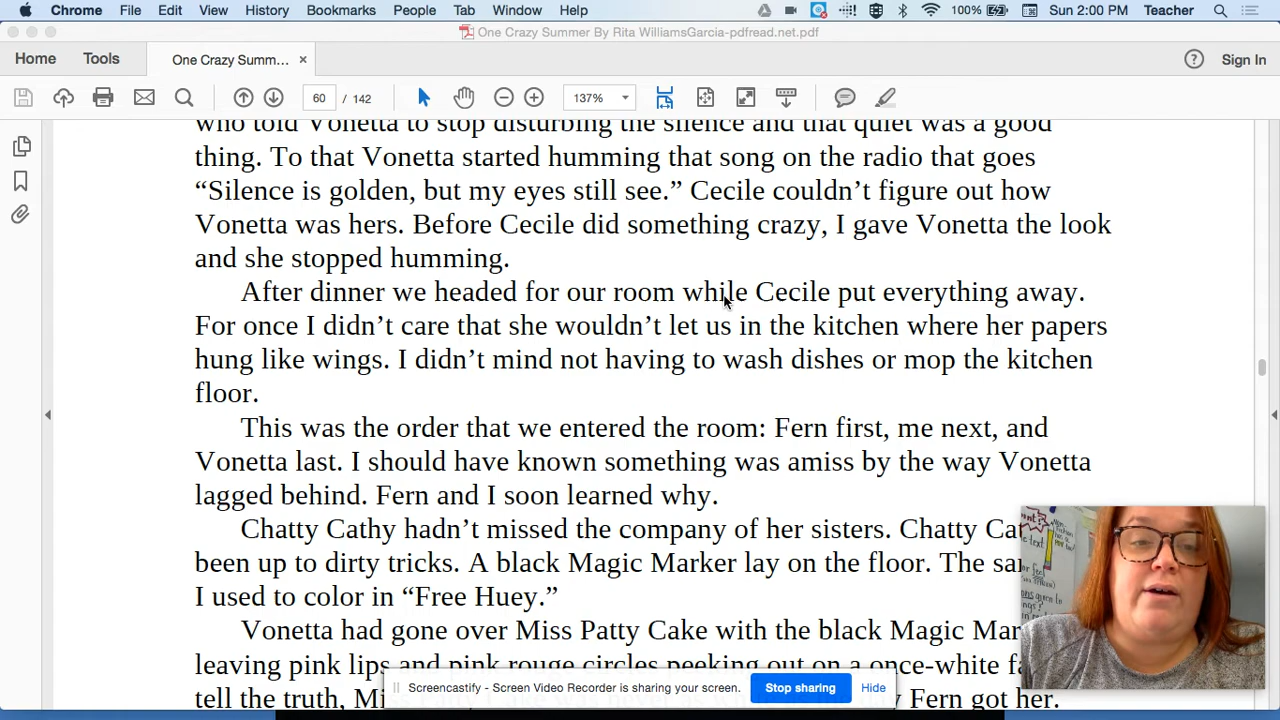 Chrome File Edit View History Bookmarks People Tab Window Help 100% Sun 2:00 PM Teacher
One Crazy Summer By Rita WilliamsGarcia-pdfread.net.pdf
Home Tools One Crazy Summ... × ? Sign In
60 / 142 137%
who told Vonetta to stop disturbing the silence and that quiet was a good
thing. To that Vonetta started humming that song on the radio that goes
“Silence is golden, but my eyes still see.” Cecile couldn’t figure out how
Vonetta was hers. Before Cecile did something crazy, I gave Vonetta the look
and she stopped humming.
After dinner we headed for our room while Cecile put everything away.
For once I didn’t care that she wouldn’t let us in the kitchen where her papers
hung like wings. I didn’t mind not having to wash dishes or mop the kitchen
floor.
This was the order that we entered the room: Fern first, me next, and
Vonetta last. I should have known something was amiss by the way Vonetta
lagged behind. Fern and I soon learned why.
Chatty Cathy hadn’t missed the company of her sisters. Chatty
been up to dirty tricks. A black Magic Marker lay on the floor. The
I used to color in “Free Huey.”
Vonetta had gone over Miss Patty Cake with the black Magic
leaving pink lips and pink rouge circles peeking out on a once-white
tell the truth, Fern got her.
Screencastify - Screen Video Recorder is sharing your screen. Stop sharing Hide